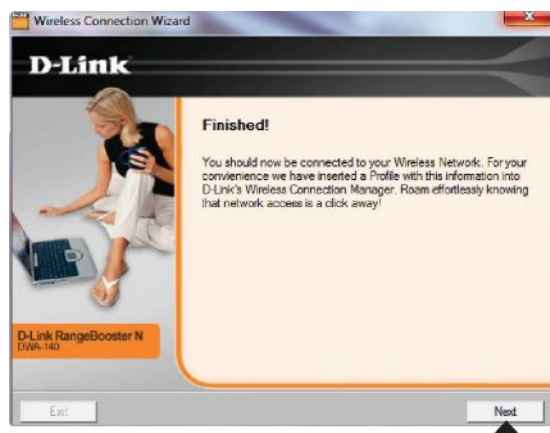 Wireless Connection Wizard
D-Link
Finished!
You should now be connected to your Wireless Network. For your
convienience we have inserted a Profile with this information into
D-Link's Wireless Connection Manager. Roam effortlessly knowing
that network access is a click away!
D-Link RangeBooster N
DWA-140
Exit
Next